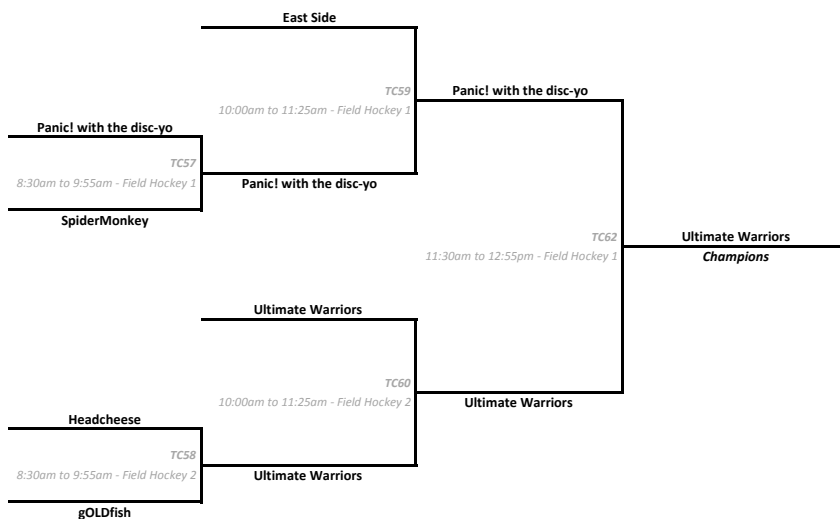 East Side
TC59
10:00am to 11:25am - Field Hockey 1
Panic! with the disc-yo
Panic! with the disc-yo
TC57
8:30am to 9:55am - Field Hockey 1
Panic! with the disc-yo
SpiderMonkey
TC62
11:30am to 12:55pm - Field Hockey 1
Ultimate Warriors
Champions
Ultimate Warriors
TC60
10:00am to 11:25am - Field Hockey 2
Ultimate Warriors
Headcheese
TC58
8:30am to 9:55am - Field Hockey 2
Ultimate Warriors
gOLDfish